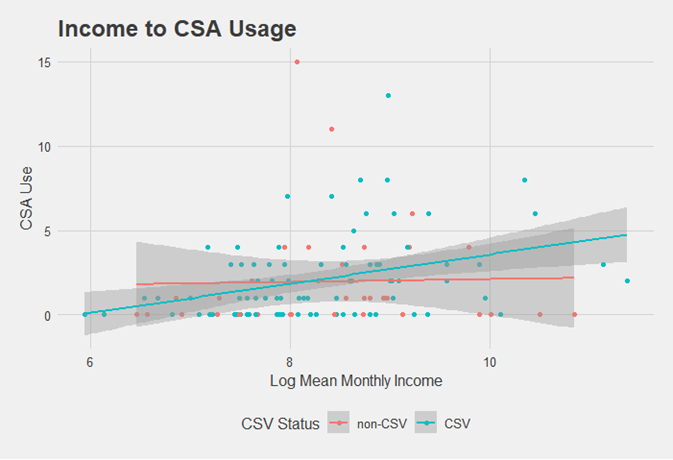 Income to CSA Usage
15
10
5
0
CSA Use
6 8 10
Log Mean Monthly Income
CSV Status non-CSV CSV